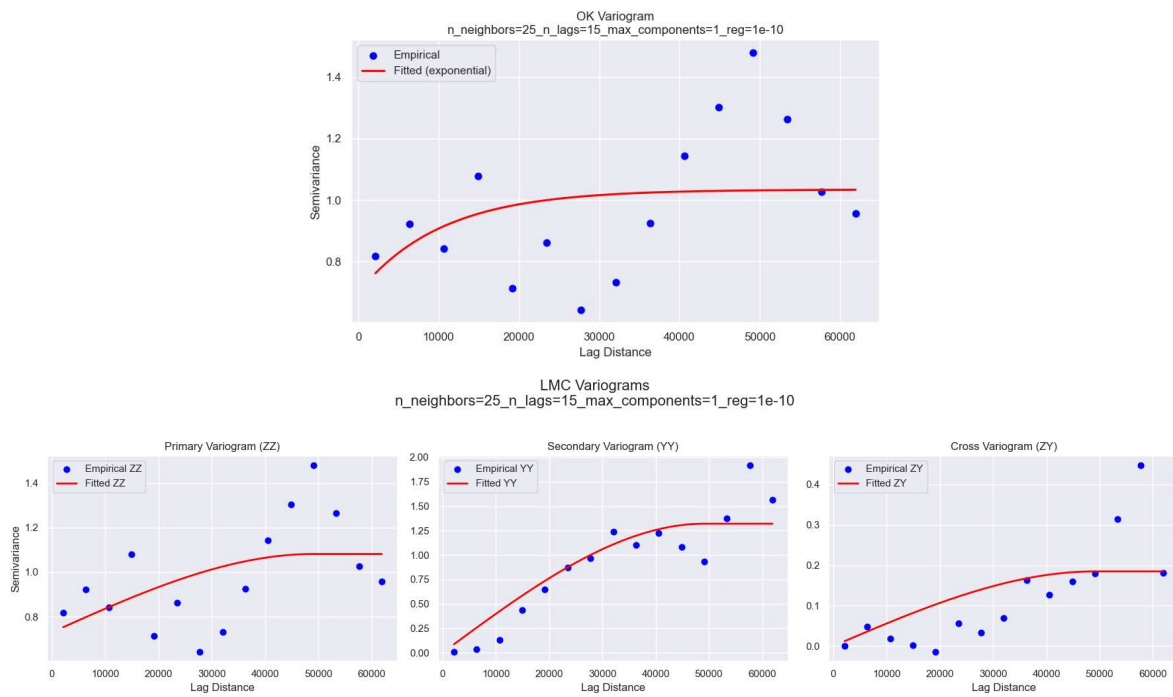 OK Variogram
n_neighbors=25_n_lags=15_max_components=1_reg=1e-10
Empirical
Fitted (exponential)
Semivariance
1.4
1.2
1.0
0.8
0 10000 20000 30000 40000 50000 60000
Lag Distance
LMC Variograms
n_neighbors=25_n_lags=15_max_components=1_reg=1e-10
Primary Variogram (ZZ)
Empirical ZZ
Fitted ZZ
Semivariance
1.4
1.2
1.0
0.8
0 10000 20000 30000 40000 50000 60000
Lag Distance
Secondary Variogram (YY)
Empirical YY
Fitted YY
2.00
1.75
1.50
1.25
1.00
0.75
0.50
0.25
0.00
0 10000 20000 30000 40000 50000 60000
Lag Distance
Cross Variogram (ZY)
Empirical ZY
Fitted ZY
0.4
0.3
0.2
0.1
0.0
0 10000 20000 30000 40000 50000 60000
Lag Distance